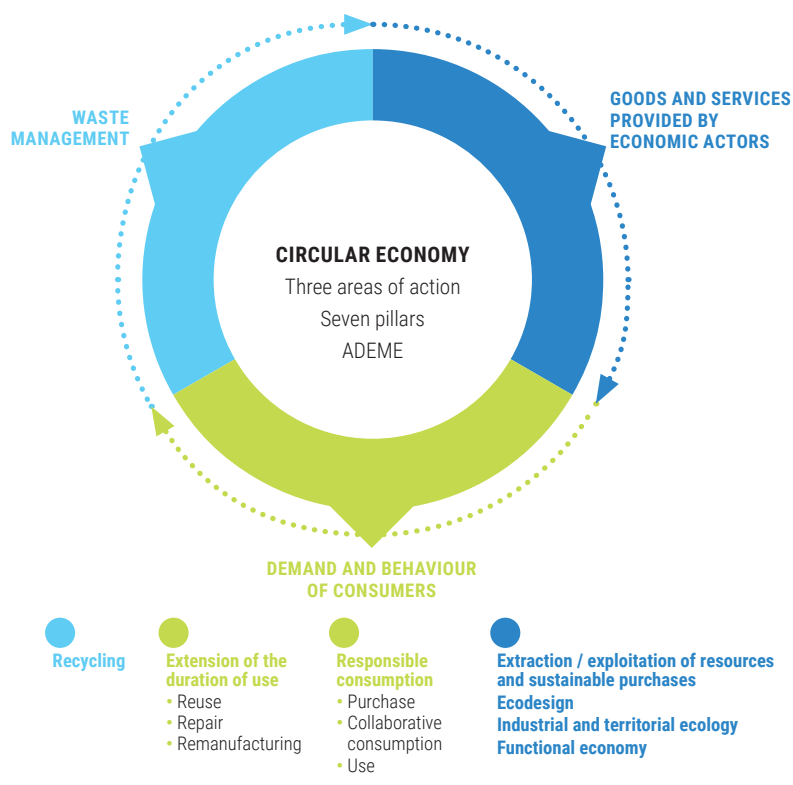 WASTE
MANAGEMENT
GOODS AND SERVICES
PROVIDED BY
ECONOMIC ACTORS
CIRCULAR ECONOMY
Three areas of action
Seven pillars
ADEME
DEMAND AND BEHAVIOUR
OF CONSUMERS
Recycling
Extension of the
duration of use
• Reuse
• Repair
• Remanufacturing
Responsible
consumption
• Purchase
• Collaborative
consumption
• Use
Extraction / exploitation of resources
and sustainable purchases
Ecodesign
Industrial and territorial ecology
Functional economy